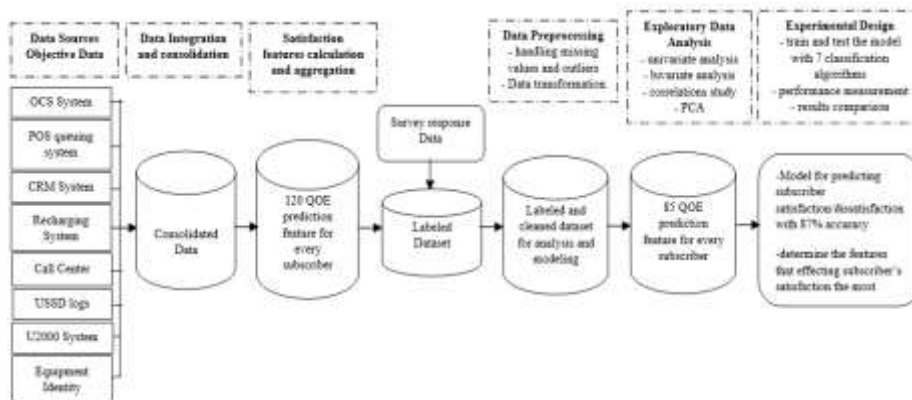 Data Sources
Objective Data
Data Integration
and consolidation
Satisfaction
features calculation
and aggregation
Data Preprocessing
- handling missing
values and outliers
- Data transformation
Exploratory Data
Analysis
- univariate analysis
- bivariate analysis
- correlations study
- PCA
Experimental Design
- train and test the model
with 7 classification
algorithms
- performance measurement
- results comparison
OCS System
POS queuing
system
CRM System
Recharging
System
Call Center
USSD logs
U2000 System
Equipment
Identity
Consolidated
Data
120 QOE
prediction
feature for
every
subscriber
Survey response
Data
Labeled
Dataset
Labeled and
cleaned dataset
for analysis and
modeling
85 QOE
prediction
feature for every
subscriber
-Model for predicting
subscriber
satisfaction/dissatisfaction
with 87% accuracy
-determine the features
that effecting subscriber's
satisfaction the most